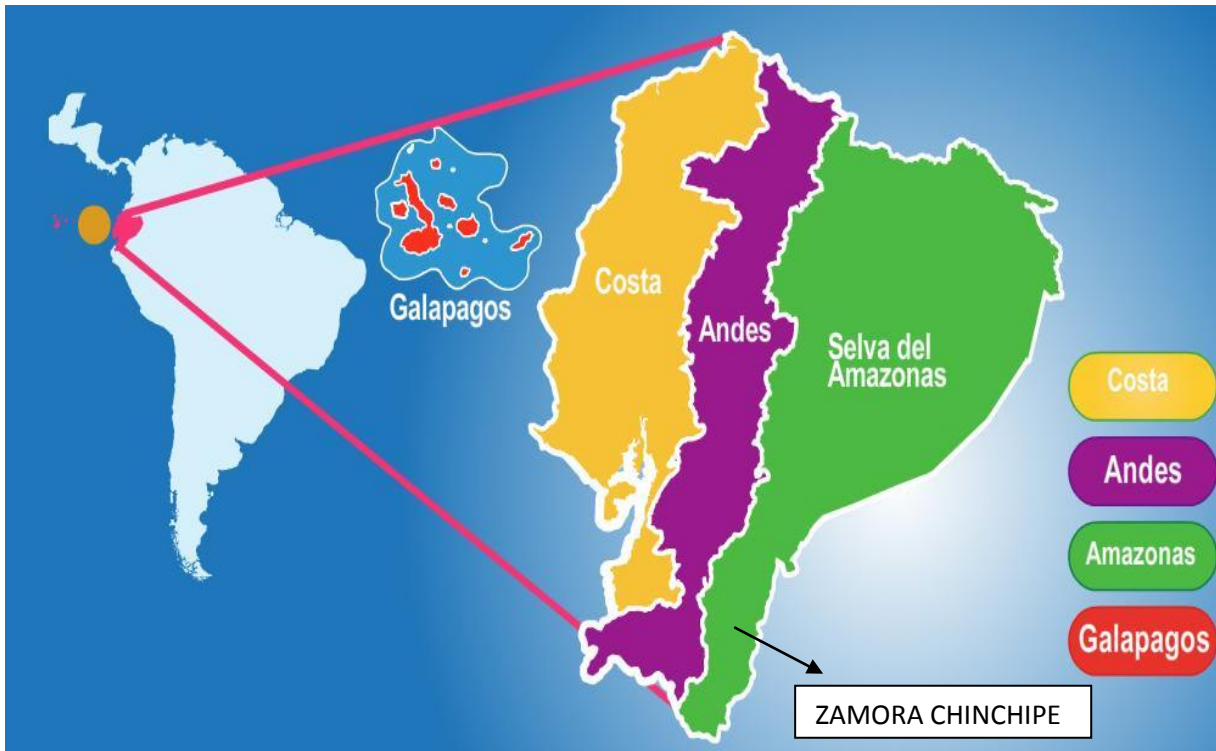 Galapagos
Costa
Andes
Selva del
Amazonas
Costa
Andes
Amazonas
Galapagos
ZAMORA CHINCHIPE